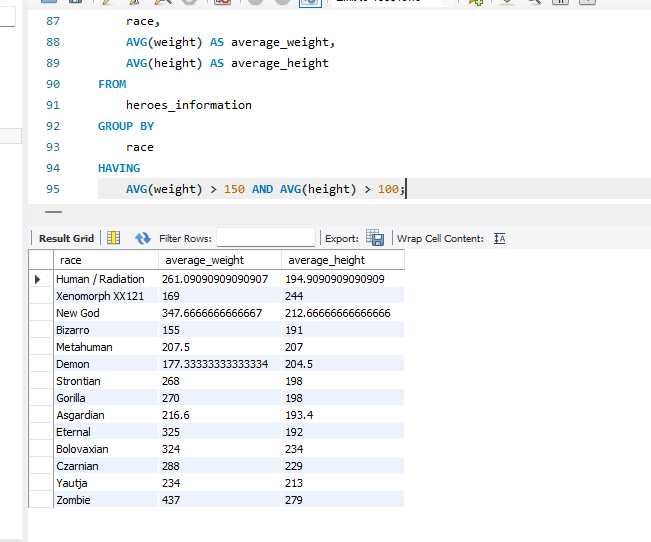 87 race,
88 AVG(weight) AS average_weight,
89 AVG(height) AS average_height
90 FROM
91 heroes_information
92 GROUP BY
93 race
94 HAVING
95 AVG(weight) > 150 AND AVG(height) > 100;
Result Grid Filter Rows: Export: Wrap Cell Content:
race average_weight average_height
Human / Radiation 261.09090909090907 194.9090909090909
Xenomorph XX121 169 244
New God 347.6666666666667 212.66666666666666
Bizarro 155 191
Metahuman 207.5 207
Demon 177.33333333333334 204.5
Strontian 268 198
Gorilla 270 198
Asgardian 216.6 193.4
Eternal 325 192
Bolovaxian 324 234
Czarnian 288 229
Yautja 234 213
Zombie 437 279